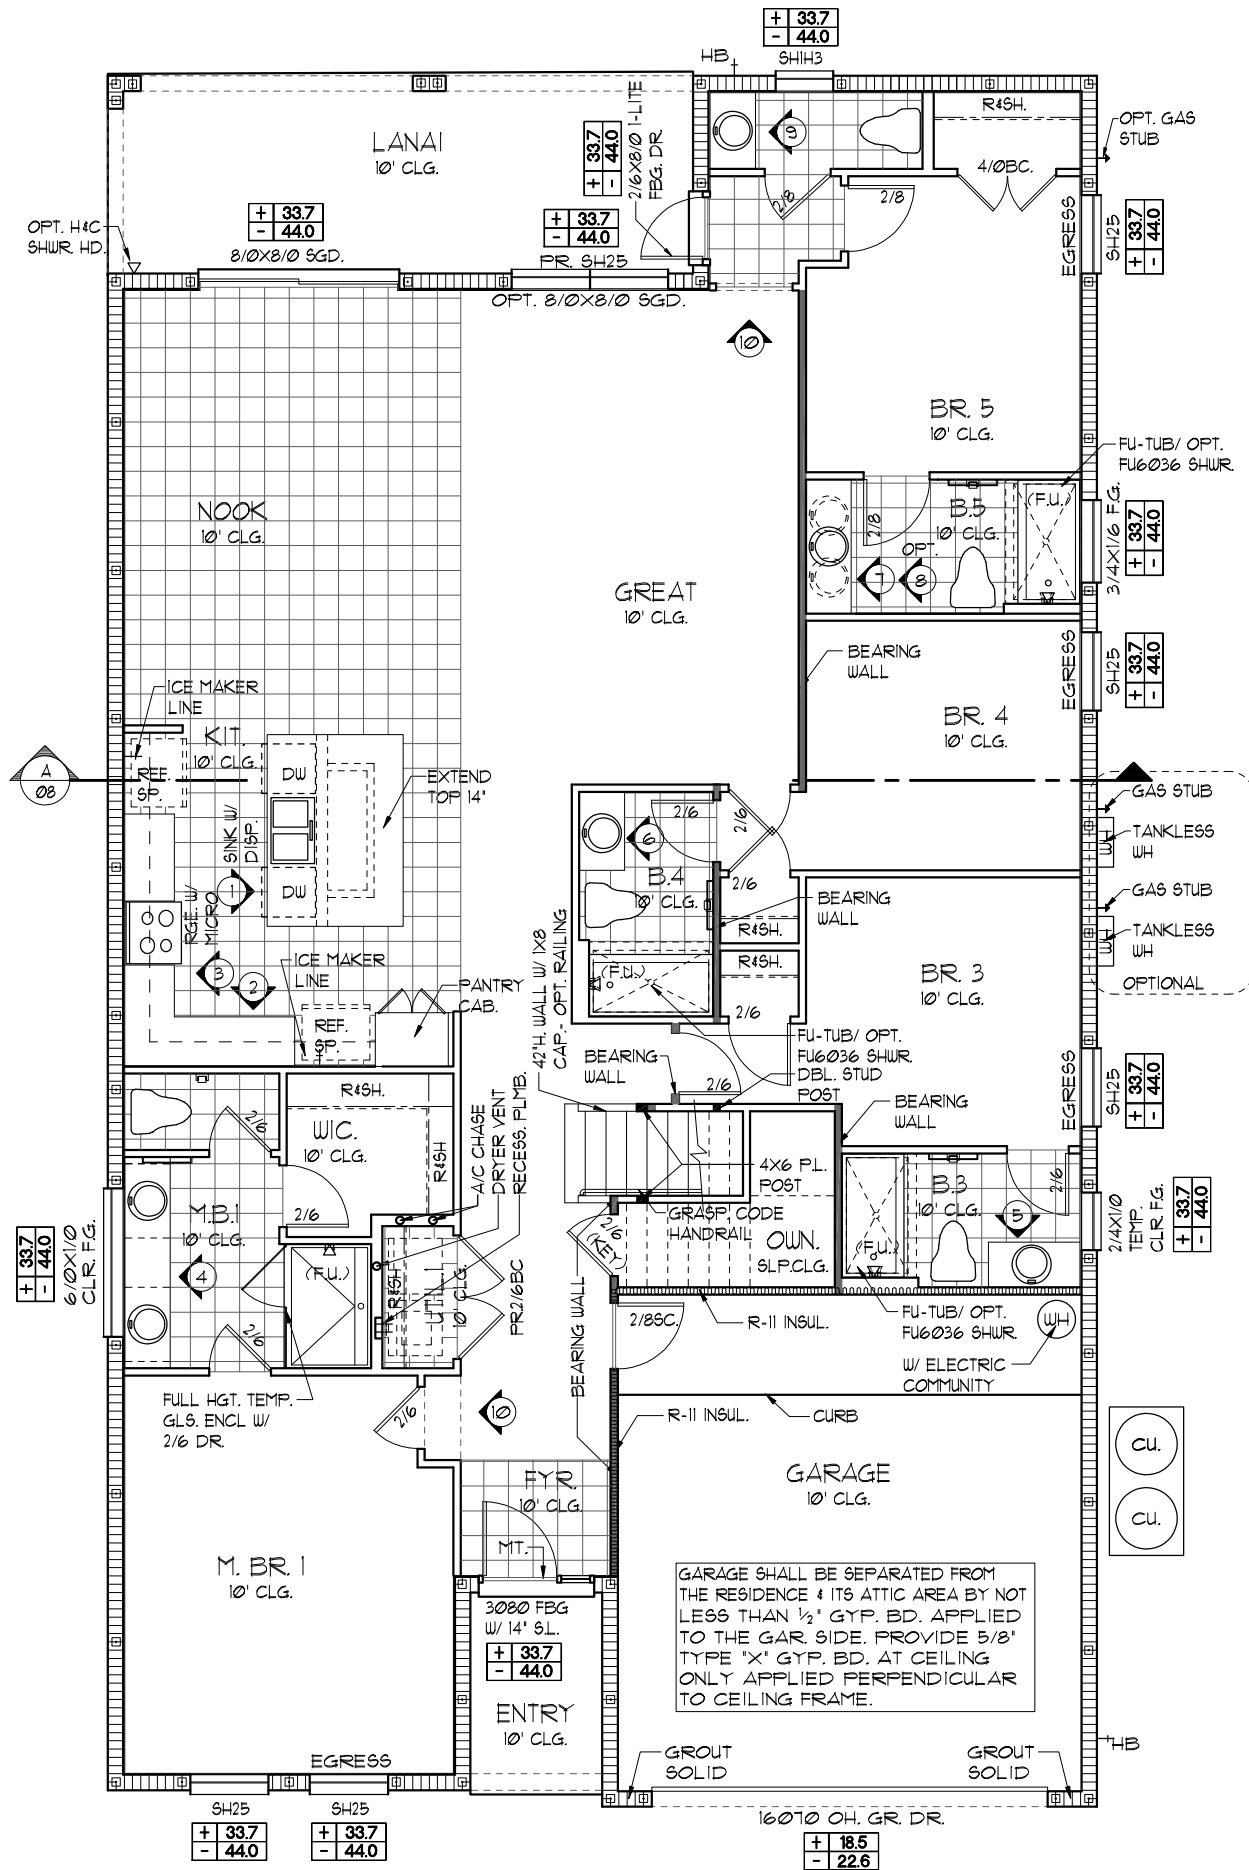 + 33.7
- 44.0
SH1H3
HB
LANAI
10' CLG.
+ 33.7
- 44.0
2/6X8/0 1-LITE
FBG. DR
9
2/8
2/8
R&SH.
4/0BC.
OPT. GAS
STUB
OPT. H&C
SHWR. HD.
+ 33.7
- 44.0
8/0X8/0 SGD.
+ 33.7
- 44.0
PR. SH25
OPT. 8/0X8/0 SGD.
EGRESS
SH25
+ 33.7
- 44.0
10
BR. 5
10' CLG.
FU-TUB/ OPT.
FU6036 SHWR.
NOOK
10' CLG.
2/8
B.5
10' CLG.
OPT.
7
8
(F.U.)
3/4X1/6 F.G.
+ 33.7
- 44.0
GREAT
10' CLG.
BEARING
WALL
EGRESS
SH25
+ 33.7
- 44.0
BR. 4
10' CLG.
ICE MAKER
LINE
KIT.
10' CLG.
REF.
SP.
A
08
DW
DW
SINK W/
DISP.
EXTEND
TOP 14"
1
RGE. W/
MICRO
3
2
ICE MAKER
LINE
REF.
SP.
PANTRY
CAB.
2/6
2/6
6
B.4
10' CLG.
2/6
R&SH.
R&SH.
2/6
(F.U.)
BEARING
WALL
GAS STUB
TANKLESS
WH
WH
GAS STUB
TANKLESS
WH
WH
OPTIONAL
BR. 3
10' CLG.
42"H. WALL W/ 1X8
CAP.- OPT. RAILING
BEARING
WALL
2/6
FU-TUB/ OPT.
FU6036 SHWR.
DBL. STUD
POST
BEARING
WALL
EGRESS
SH25
+ 33.7
- 44.0
2/6
R&SH.
WIC.
10' CLG.
R&SH
2/6
A/C CHASE
DRYER VENT
RECESS. PLMB.
4X6 P.L.
POST
GRASP. CODE
HANDRAIL
2/6
(KEY)
OWN.
SLP.CLG.
B.3
10' CLG.
5
(F.U.)
2/6
2/4X1/0
TEMP.
CLR F.G.
+ 33.7
- 44.0
+ 33.7
- 44.0
6/0X1/0
CLR. F.G.
M.B.1
10' CLG.
4
(F.U.)
2/6
R&SH
10' CLG.
PR.2/6BC
BEARING WALL
2/8SC.
R-11 INSUL.
FU-TUB/ OPT.
FU6036 SHWR.
WH
W/ ELECTRIC
COMMUNITY
FULL HGT. TEMP.
GLS. ENCL W/
2/6 DR.
2/6
10
R-11 INSUL.
CURB
CU.
CU.
FYR.
10' CLG.
MT.
GARAGE
10' CLG.
M. BR. 1
10' CLG.
GARAGE SHALL BE SEPARATED FROM
THE RESIDENCE & ITS ATTIC AREA BY NOT
LESS THAN ½" GYP. BD. APPLIED
TO THE GAR. SIDE. PROVIDE 5/8"
TYPE "X" GYP. BD. AT CEILING
ONLY APPLIED PERPENDICULAR
TO CEILING FRAME.
3080 FBG
W/ 14" S.L.
+ 33.7
- 44.0
ENTRY
10' CLG.
HB
EGRESS
GROUT
SOLID
GROUT
SOLID
SH25
+ 33.7
- 44.0
SH25
+ 33.7
- 44.0
16070 OH. GR. DR.
+ 18.5
- 22.6